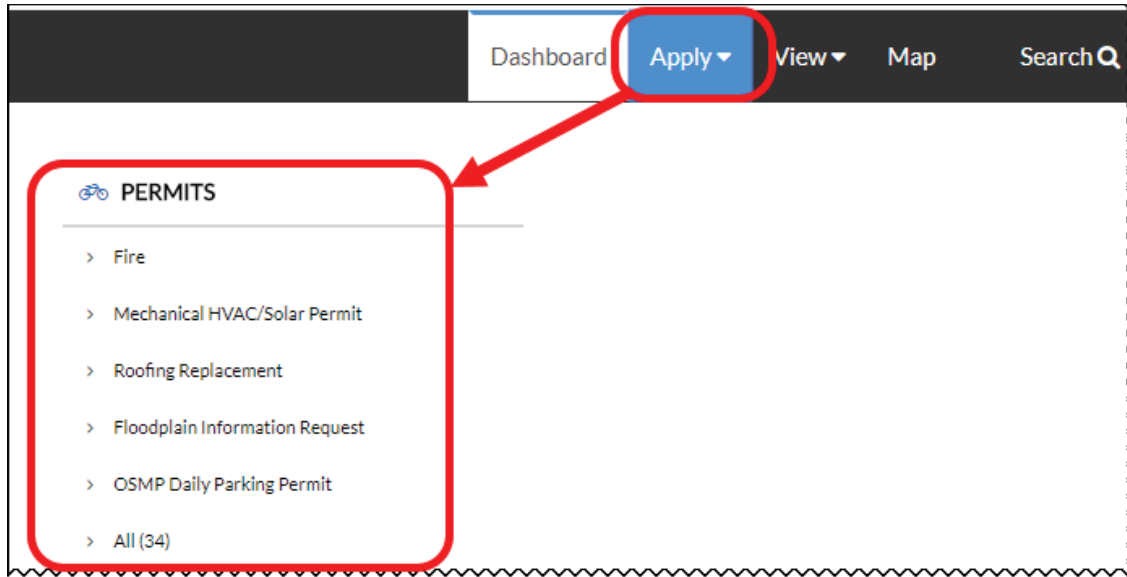 Dashboard Apply View Map Search
PERMITS
Fire
Mechanical HVAC/Solar Permit
Roofing Replacement
Floodplain Information Request
OSMP Daily Parking Permit
All (34)